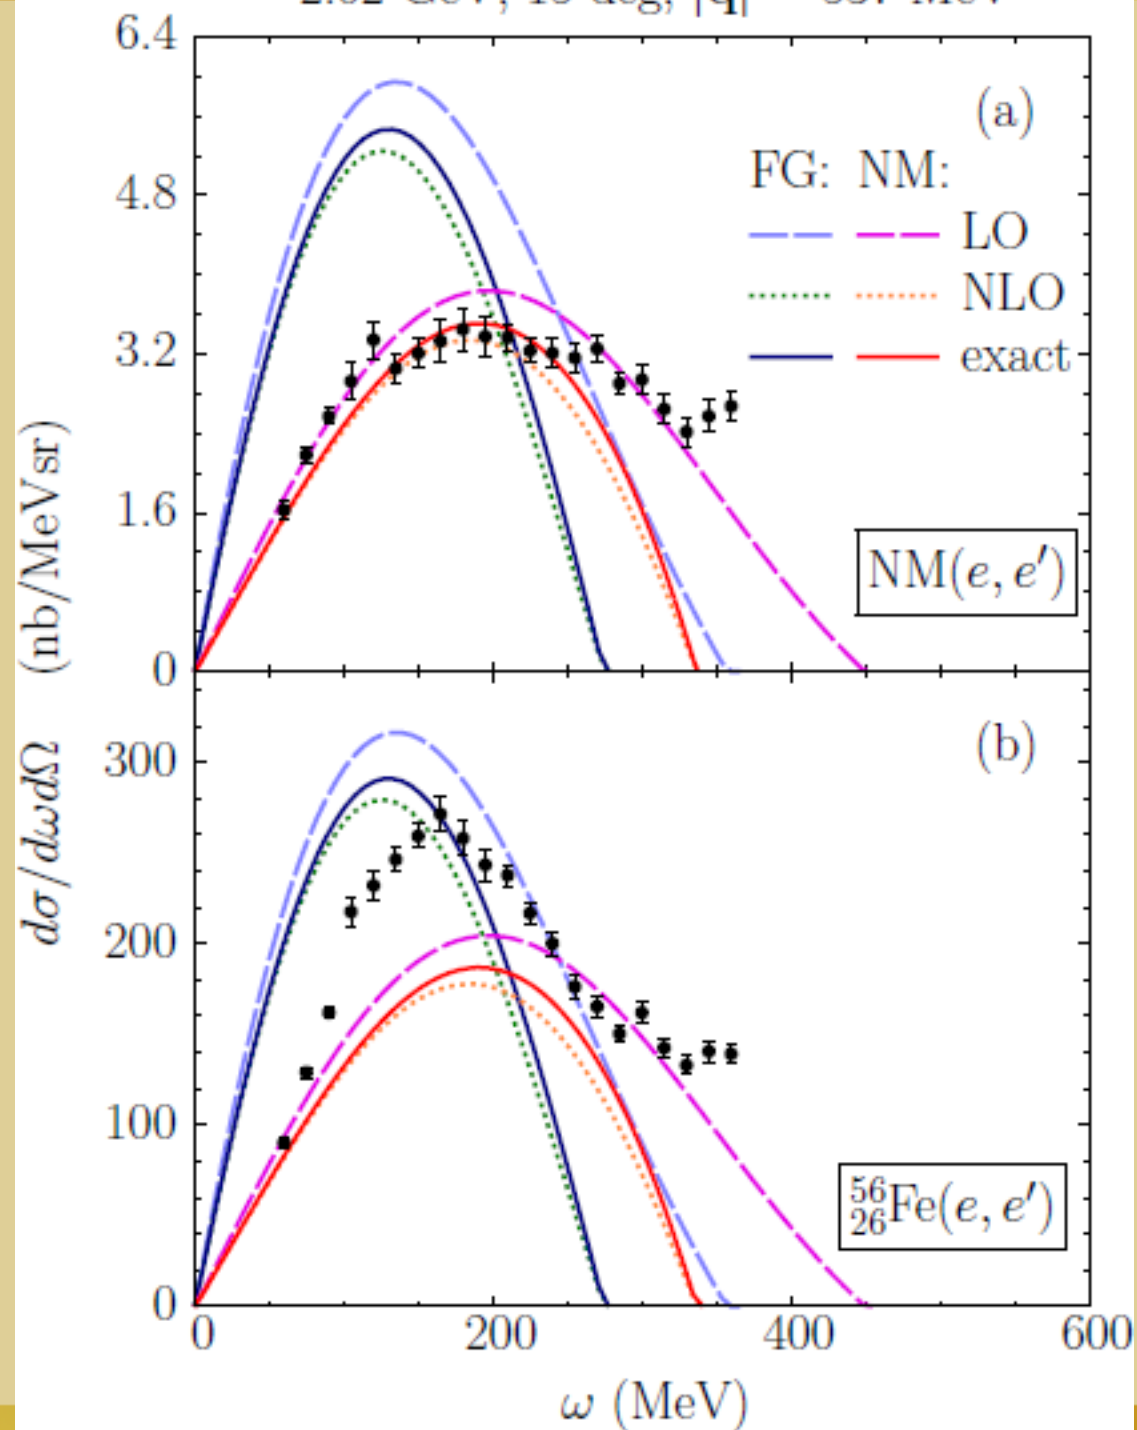 6.4
4.8
3.2
1.6
0
(a)
FG: NM:
LO
NLO
exact
NM(e, e′)
dσ/dωdΩ (nb/MeVsr)
300
200
100
0
(b)
⁵⁶₂₆Fe(e, e′)
0 200 400 600
ω (MeV)